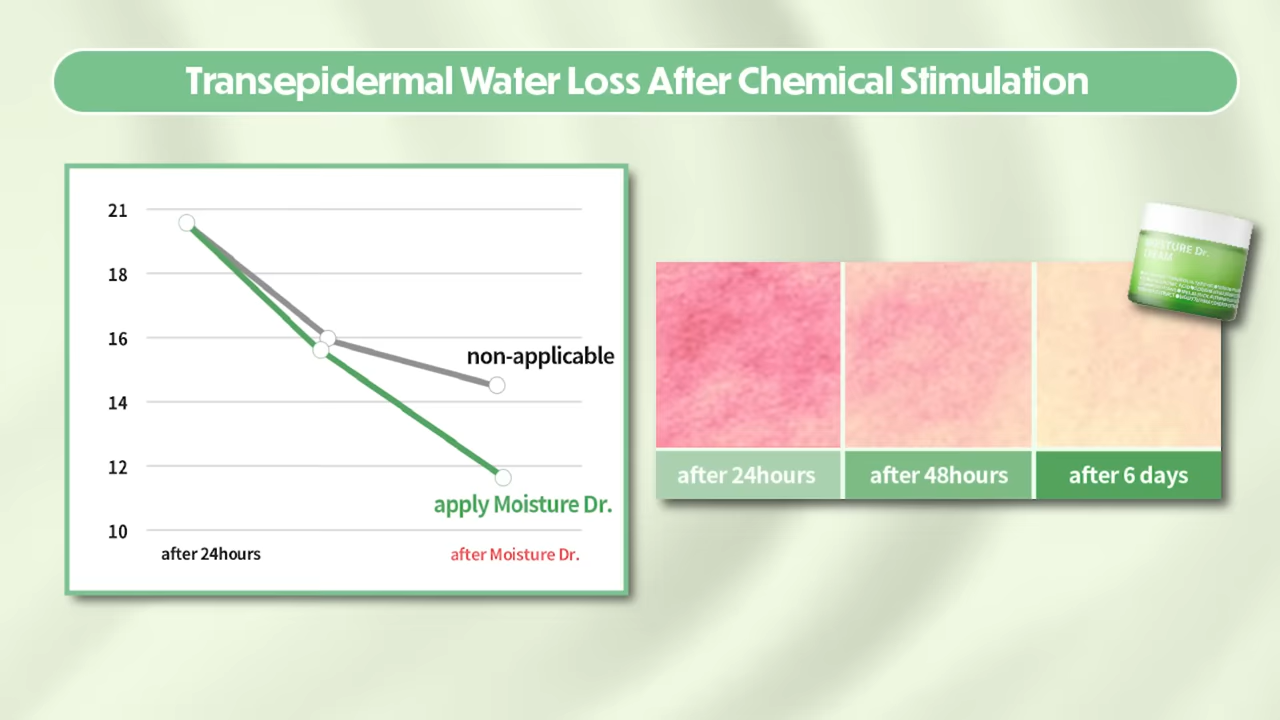 Transepidermal Water Loss After Chemical Stimulation
21
18
16
14
12
10
non-applicable
apply Moisture Dr.
after 24hours
after Moisture Dr.
MOISTURE Dr.
CREAM
after 24hours
after 48hours
after 6 days